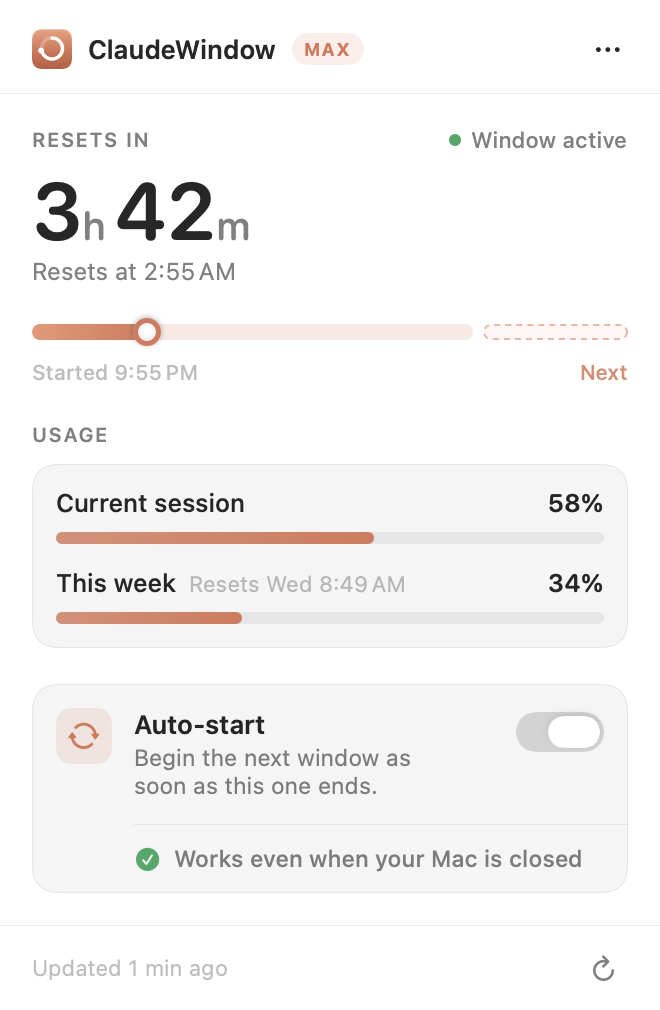 ClaudeWindow MAX
RESETS IN
Window active
3h 42m
Resets at 2:55 AM
Started 9:55 PM
Next
USAGE
Current session 58%
This week Resets Wed 8:49 AM 34%
Auto-start
Begin the next window as
soon as this one ends.
Works even when your Mac is closed
Updated 1 min ago